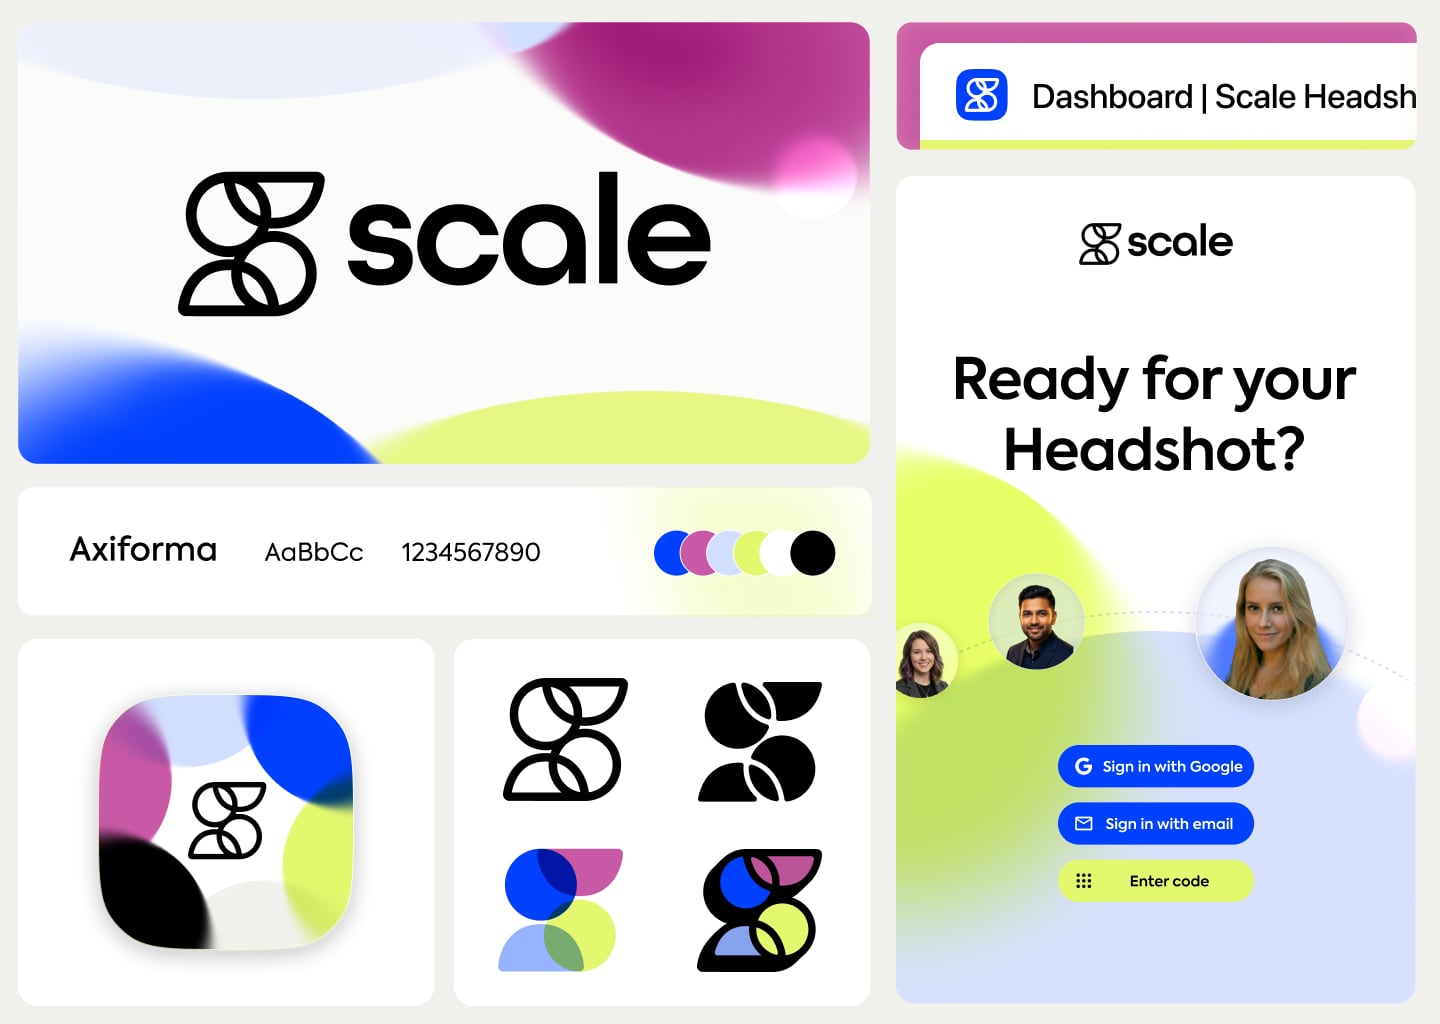 scale
Axiforma AaBbCc 1234567890
Dashboard | Scale Headsh
scale
Ready for your
Headshot?
Sign in with Google
Sign in with email
Enter code